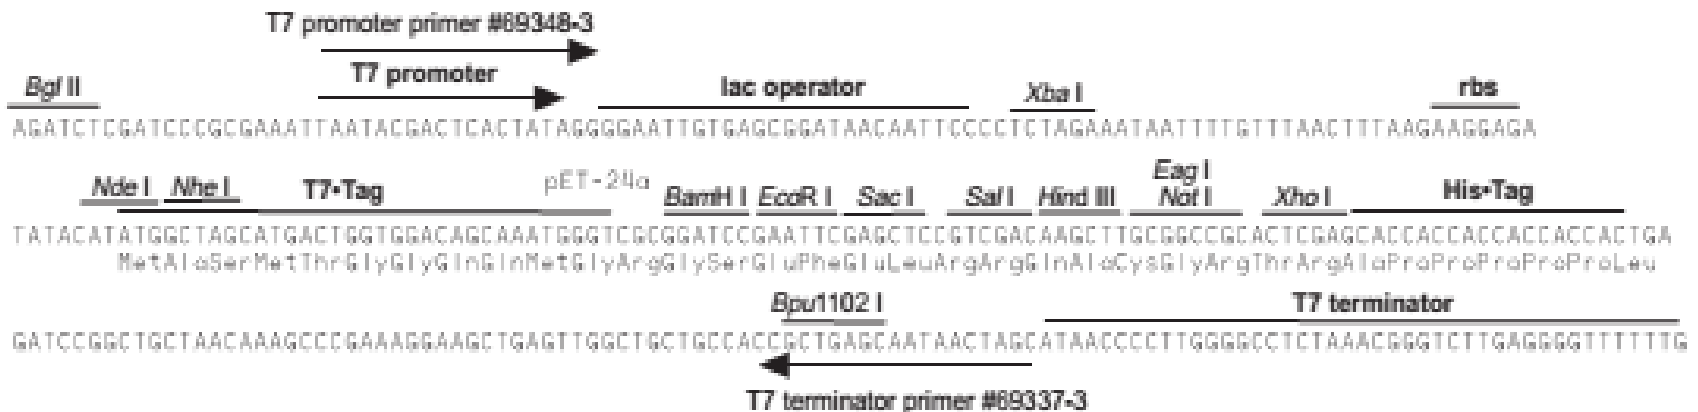 T7 promoter primer #69348-3
T7 promoter
Bgl II lac operator Xba I rbs
AGATCTCGATCCCGCGAAATTAATACGACTCACTATAGGGGAATTGTGAGCGGATAACAATTCCCCTCTAGAAATAATTTTGTTTAACTTTAAGAAGGAGA
Eag I
Nde I Nhe I T7•Tag pET-24a BamH I EcoR I Sac I Sal I Hind III Not I Xho I His•Tag
TATACATATGGCTAGCATGACTGGTGGACAGCAAATGGGTCGCGGATCCGAATTCGAGCTCCGTCGACAAGCTTGCGGCCGCACTCGAGCACCACCACCACCACCACTGA
MetAlaSerMetThrGlyGlyGlnGlnMetGlyArgGlySerGluPheGluLeuArgArgGlnAlaCysGlyArgThrArgAlaProProProProProLeu
Bpu1102 I T7 terminator
GATCCGGCTGCTAACAAAGCCCGAAAGGAAGCTGAGTTGGCTGCTGCCACCGCTGAGCAATAACTAGCATAACCCCTTGGGGCCTCTAAACGGGTCTTGAGGGGTTTTTTG
T7 terminator primer #69337-3